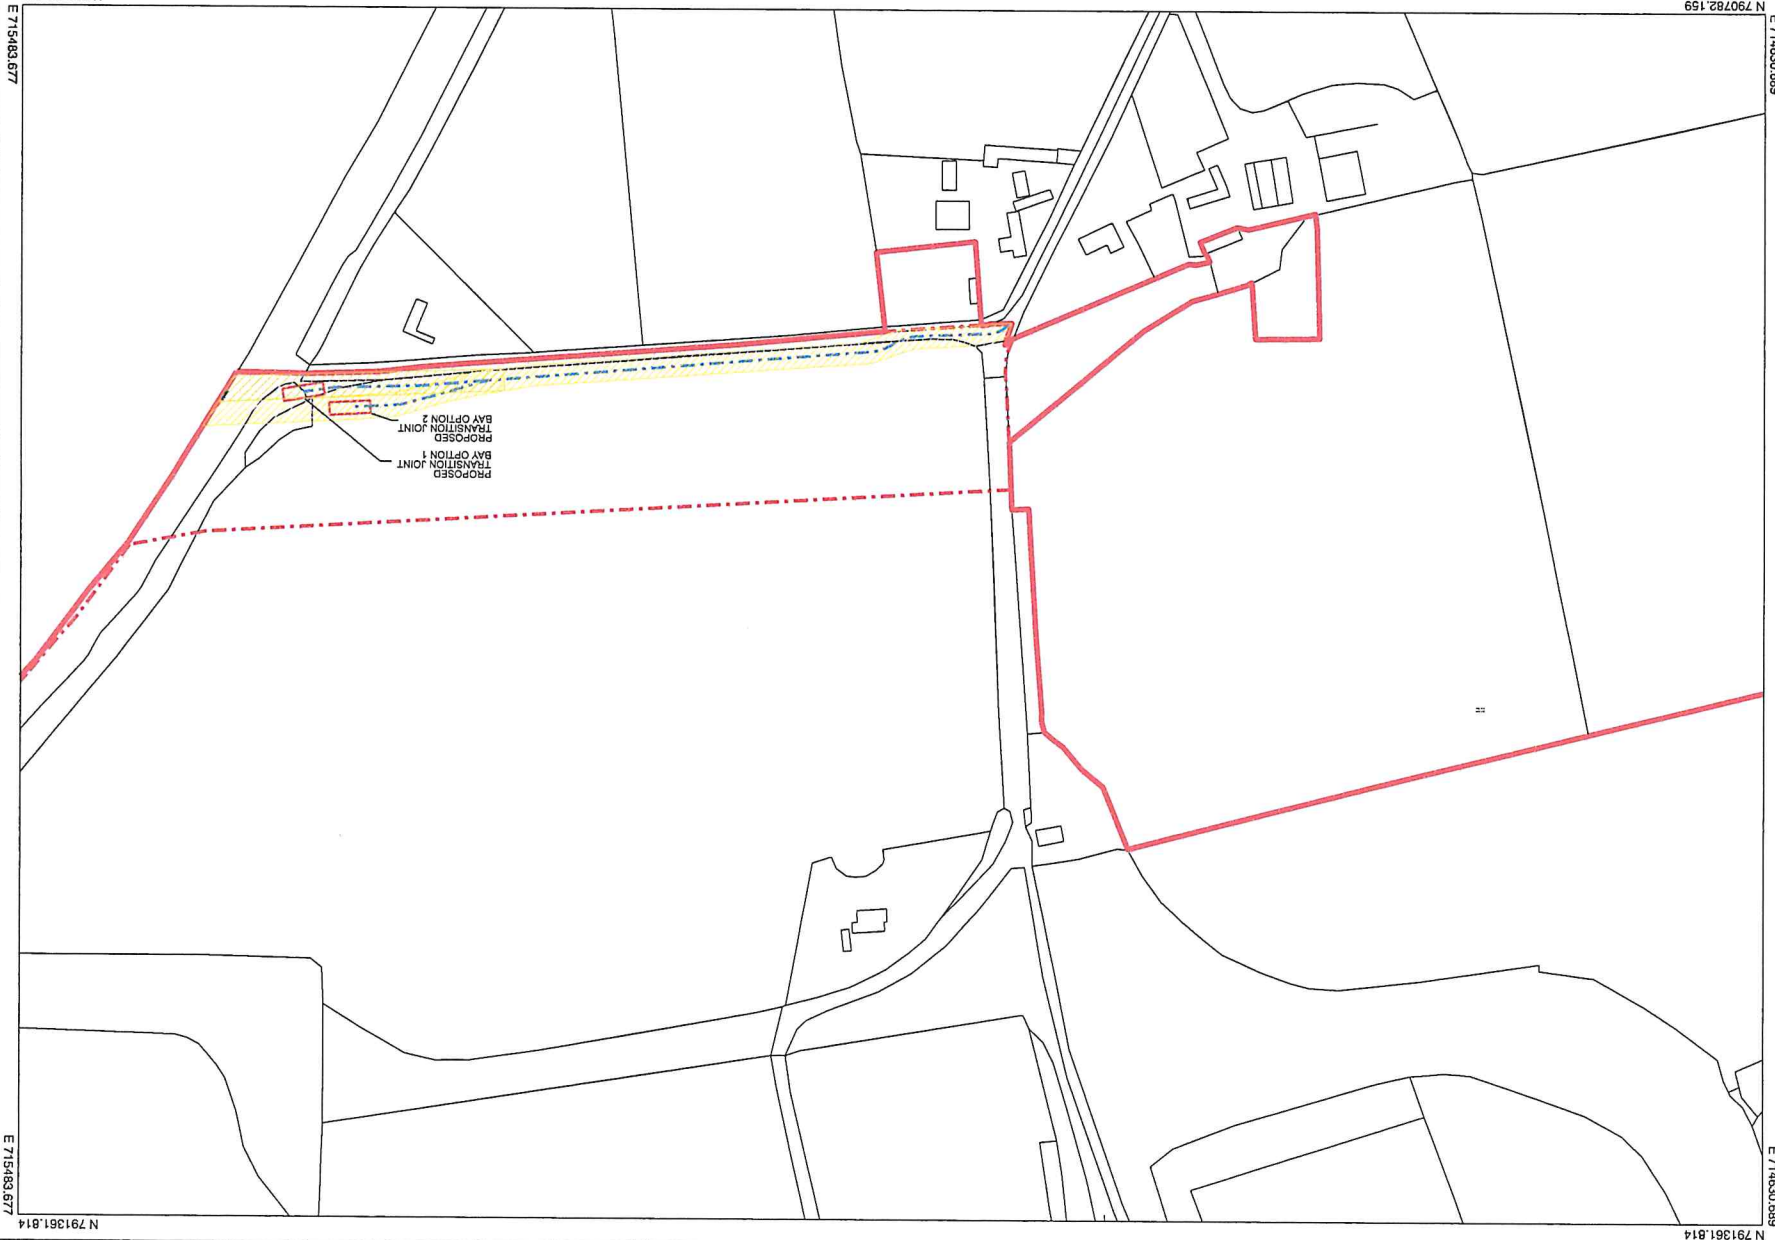 N 791361.814
E 715483.677
N 791361.814
PROPOSED
TRANSITION JOINT
BAY OPTION 1
PROPOSED
TRANSITION JOINT
BAY OPTION 2
E 715483.677
N 790782.159